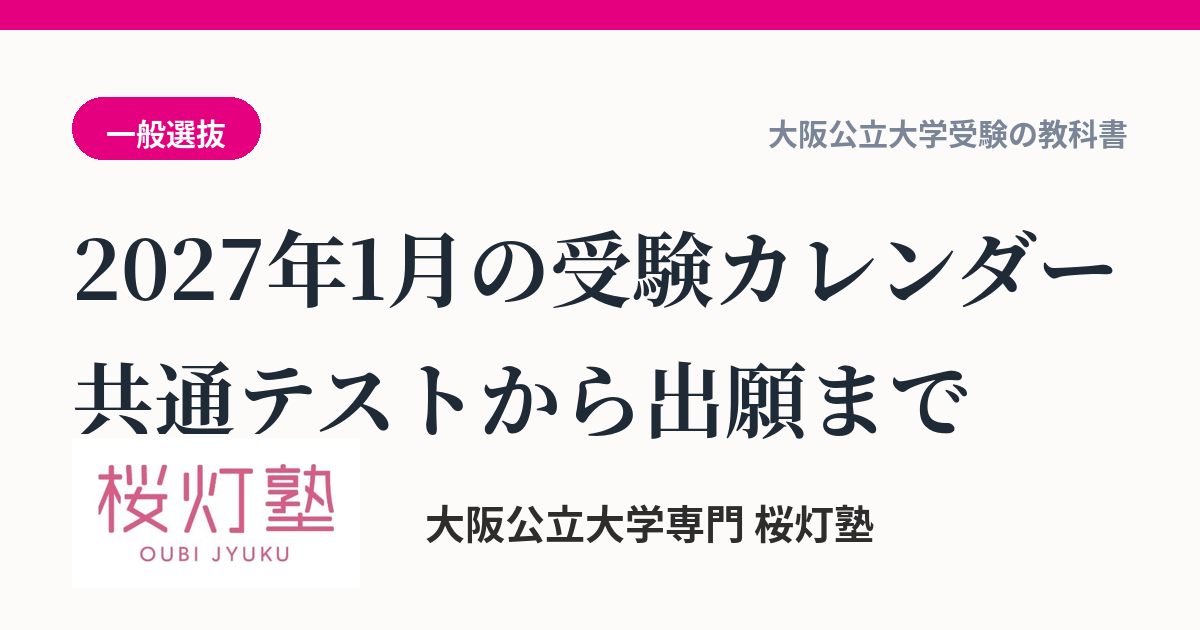 一般選抜
大阪公立大学受験の教科書
2027年1月の受験カレンダー
共通テストから出願まで
桜灯塾
OUBI JYUKU
大阪公立大学専門 桜灯塾